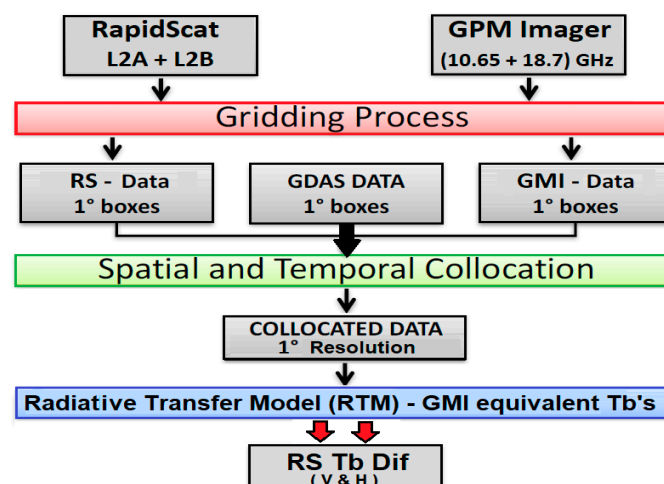 RapidScat
L2A + L2B
GPM Imager
(10.65 + 18.7) GHz
Gridding Process
RS - Data
1° boxes
GDAS DATA
1° boxes
GMI - Data
1° boxes
Spatial and Temporal Collocation
COLLOCATED DATA
1° Resolution
Radiative Transfer Model (RTM) - GMI equivalent Tb's
RS Tb Dif
( V & H )